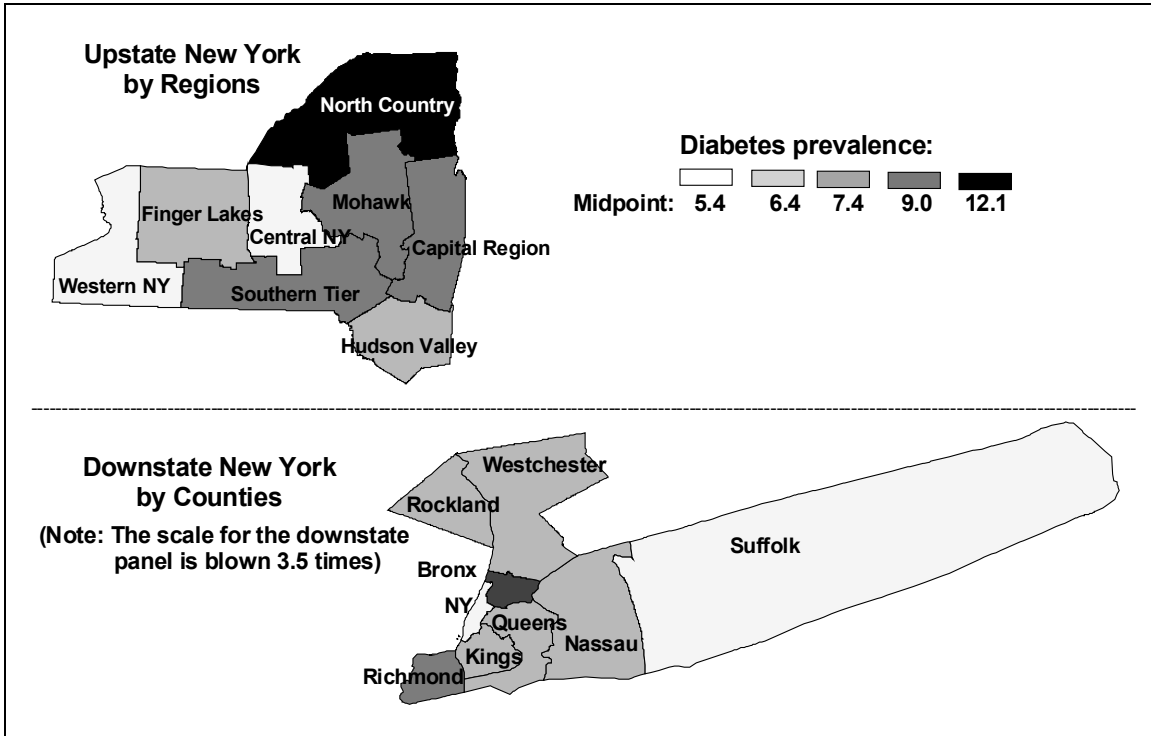 Upstate New York
by Regions
North Country
Diabetes prevalence:
Midpoint: 5.4 6.4 7.4 9.0 12.1
Finger Lakes
Mohawk
Central NY
Capital Region
Western NY
Southern Tier
Hudson Valley
Downstate New York
by Counties
(Note: The scale for the downstate
panel is blown 3.5 times)
Westchester
Rockland
Suffolk
Bronx
NY
Queens
Nassau
Kings
Richmond